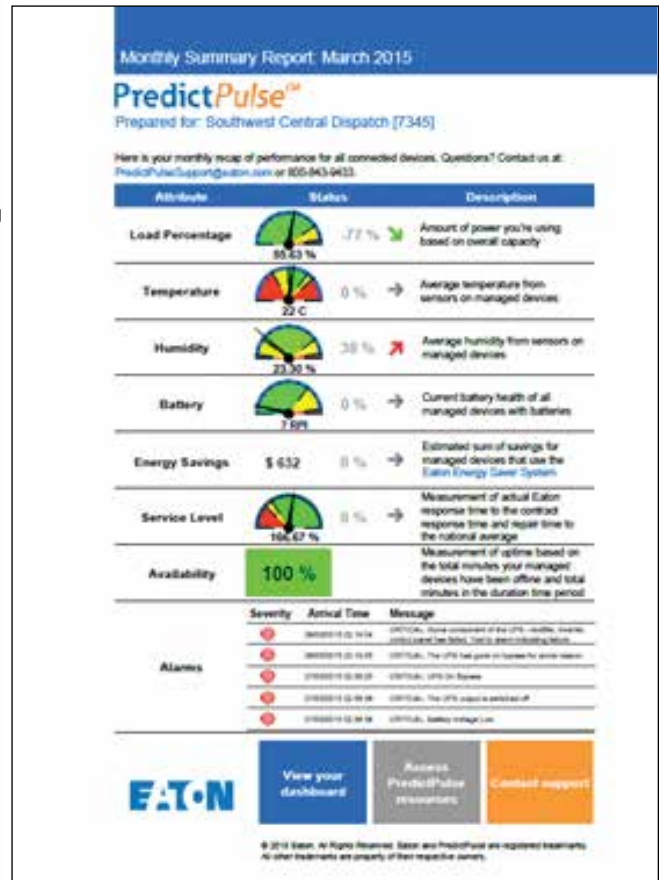 Monthly Summary Report: March 2015
PredictPulse™
Prepared for: Southwest Central Dispatch [7345]
Here is your monthly recap of performance for all connected devices. Questions? Contact us at:
PredictPulseSupport@eaton.com or
Attribute Status Description
Load Percentage -.77 % Amount of power you're using
based on overall capacity
%
Temperature 0 % Average temperature from
sensors on managed devices
22 C
Humidity 38 % Average humidity from sensors on
managed devices
23.30 %
Battery 0 % Current battery health of all
managed devices with batteries
7 RPI
Energy Savings $ 632 0 % Estimated sum of savings for
managed devices that use the
Eaton Energy Saver System
Service Level 0 % Measurement of actual Eaton
response time to the contract
response time and repair time to
the national average
166.67 %
Availability 100 % Measurement of uptime based on
the total minutes your managed
devices have been offline and total
minutes in the duration time period
Alarms
Severity Arrival Time Message
CRITICAL, The UPS has gone on bypass for some reason
CRITICAL, UPS On Bypass
CRITICAL, The UPS output is switched off
CRITICAL, Battery Voltage Low
EATON
View your
dashboard
Access
PredictPulse
resources
Contact support
© 2015 Eaton. All Rights Reserved. Eaton and PredictPulse are registered trademarks.
All other trademarks are property of their respective owners.